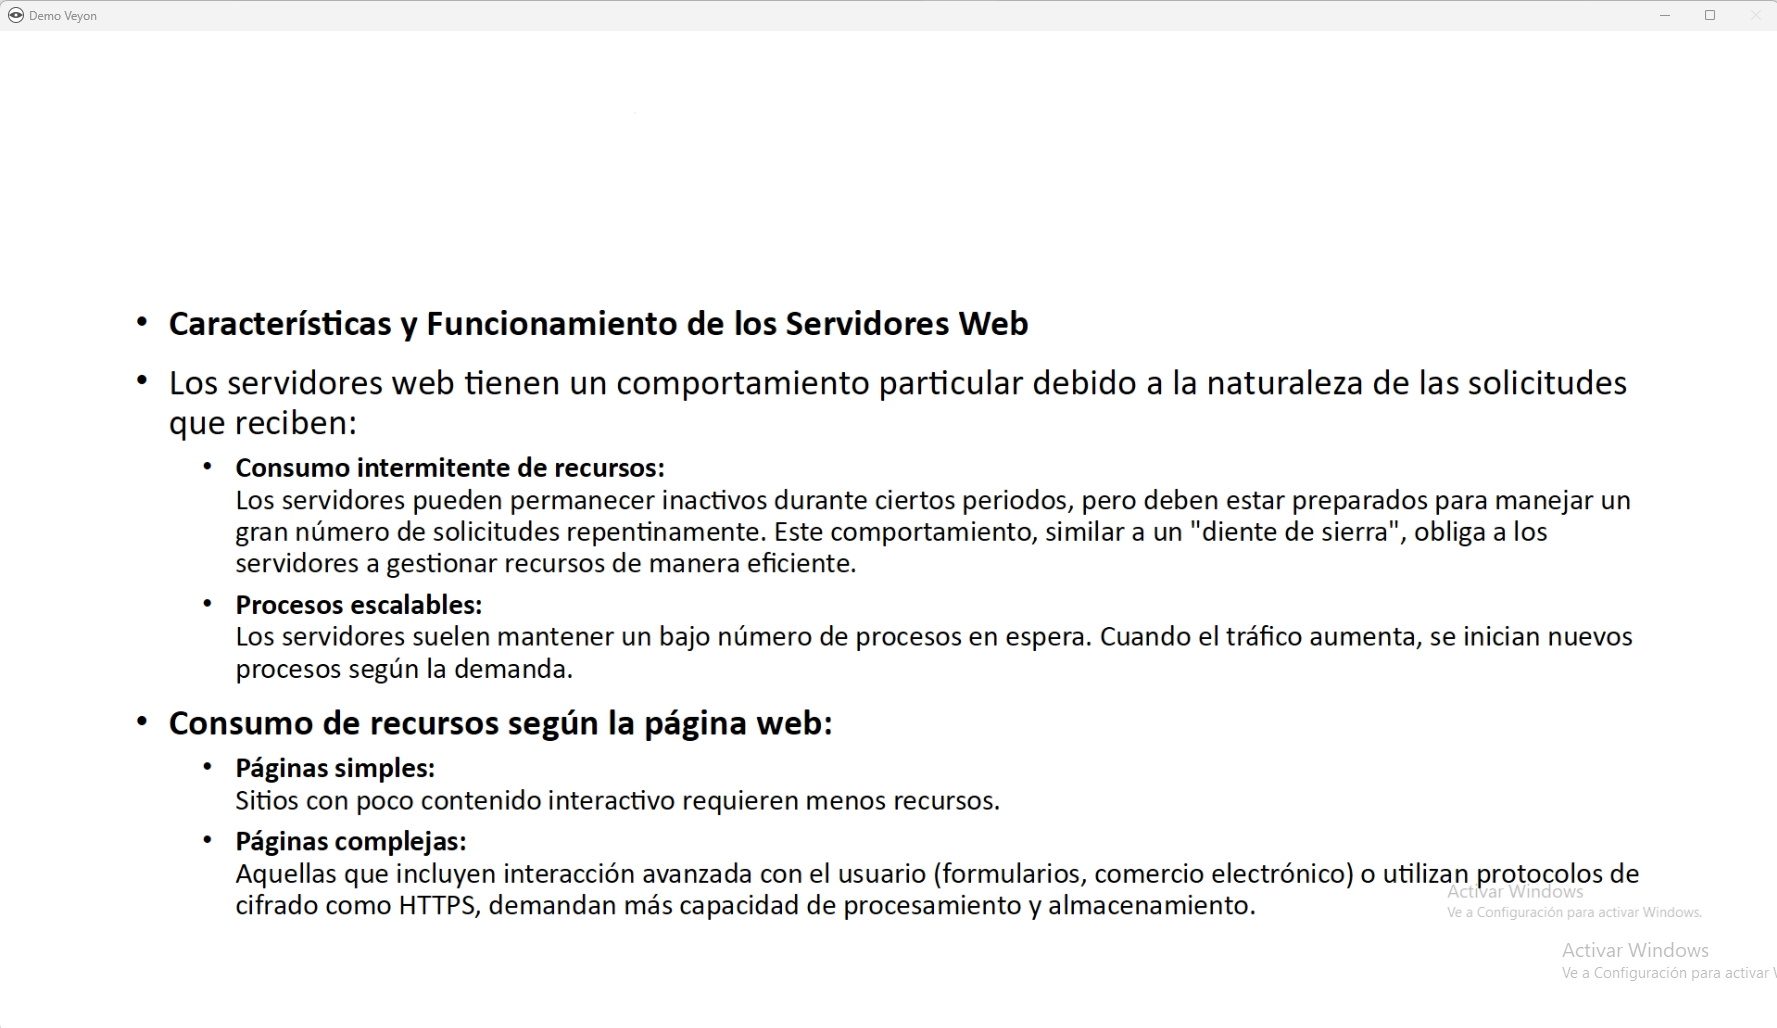 Demo Veyon
• Características y Funcionamiento de los Servidores Web
• Los servidores web tienen un comportamiento particular debido a la naturaleza de las solicitudes
que reciben:
• Consumo intermitente de recursos:
Los servidores pueden permanecer inactivos durante ciertos periodos, pero deben estar preparados para manejar un
gran número de solicitudes repentinamente. Este comportamiento, similar a un "diente de sierra", obliga a los
servidores a gestionar recursos de manera eficiente.
• Procesos escalables:
Los servidores suelen mantener un bajo número de procesos en espera. Cuando el tráfico aumenta, se inician nuevos
procesos según la demanda.
• Consumo de recursos según la página web:
• Páginas simples:
Sitios con poco contenido interactivo requieren menos recursos.
• Páginas complejas:
Aquellas que incluyen interacción avanzada con el usuario (formularios, comercio electrónico) o utilizan protocolos de
cifrado como HTTPS, demandan más capacidad de procesamiento y almacenamiento.
Activar Windows
Ve a Configuración para activar Windows.
Activar Windows
Ve a Configuración para activar